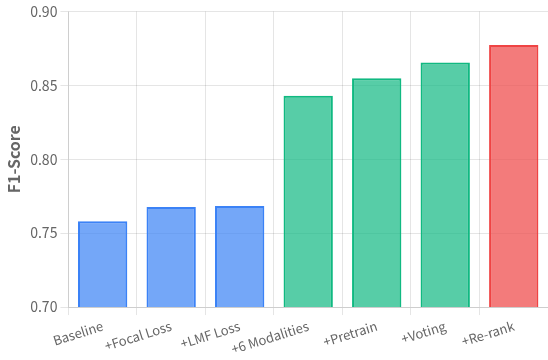 0.90
0.85
0.80
0.75
0.70
F1-Score
Baseline
+Focal Loss
+LMF Loss
+6 Modalities
+Pretrain
+Voting
+Re-rank